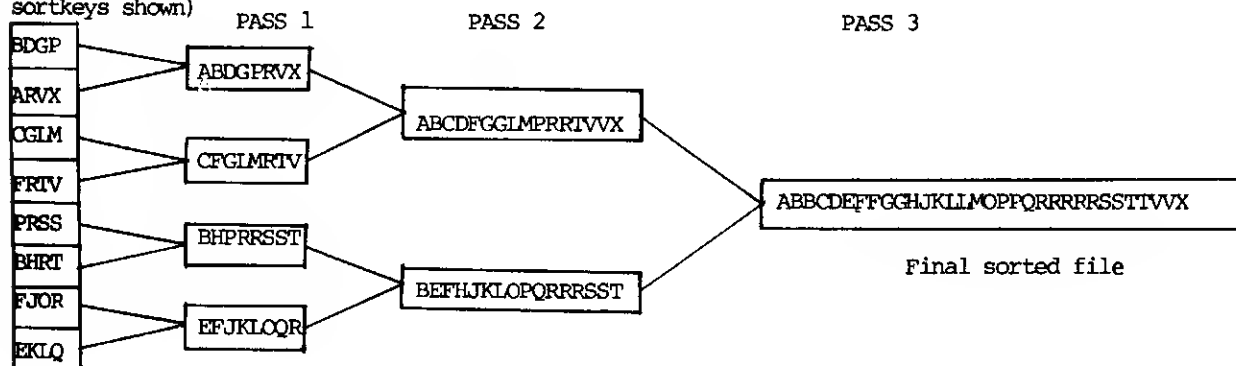 sortkeys shown)
PASS 1
PASS 2
PASS 3
BDGP
ARVX
CGLM
FRTV
PRSS
BHRT
FJOR
EKLQ
ABDGPRVX
CFGLMRTV
BHPRRSST
EFJKLOQR
ABCDFGGLMPRRTVVX
BEFHJKLOPQRRRSST
ABBCDEFFGGHJKLLMOPPQRRRRRSSTTVVX
Final sorted file